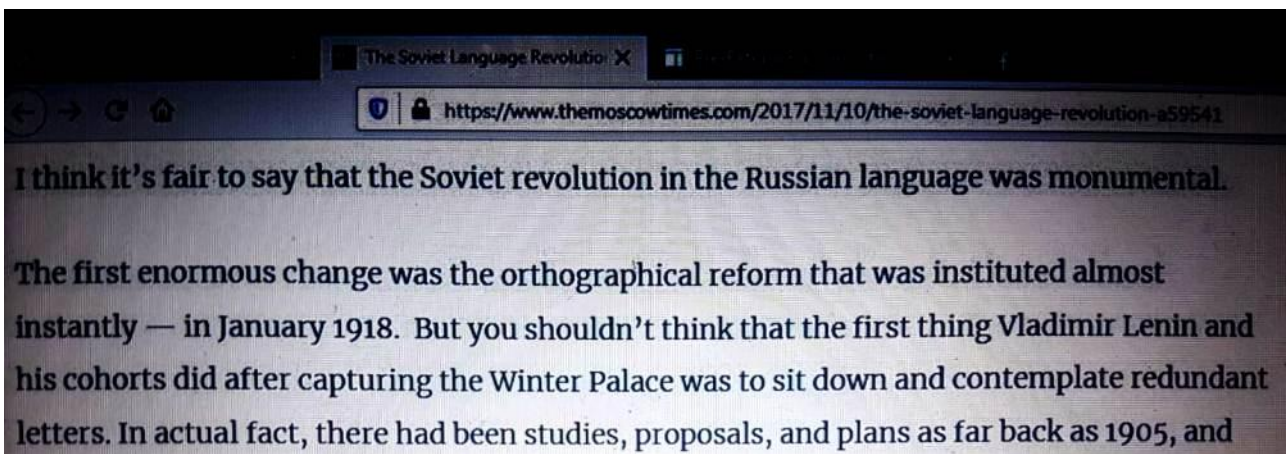 The Soviet Language Revolutio
https://www.themoscowtimes.com/2017/11/10/the-soviet-language-revolution-a59541
I think it's fair to say that the Soviet revolution in the Russian language was monumental.
The first enormous change was the orthographical reform that was instituted almost
instantly — in January 1918. But you shouldn't think that the first thing Vladimir Lenin and
his cohorts did after capturing the Winter Palace was to sit down and contemplate redundant
letters. In actual fact, there had been studies, proposals, and plans as far back as 1905, and